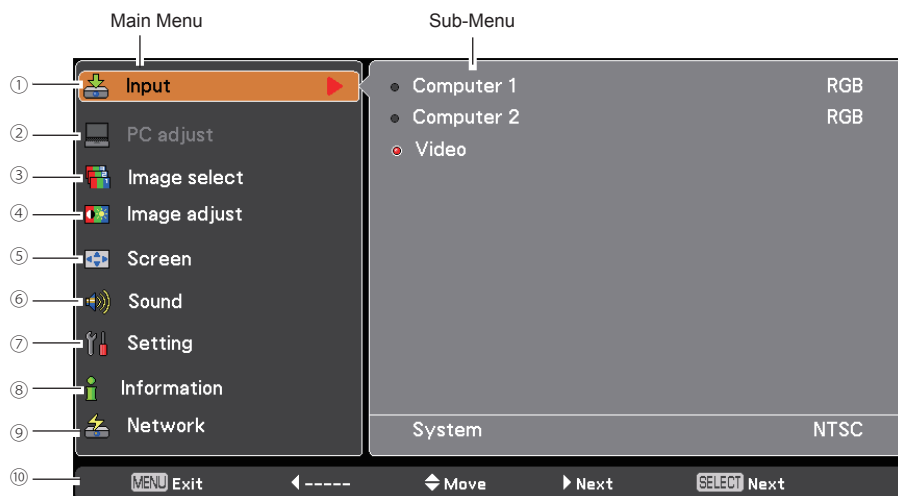 Main Menu Sub-Menu
① Input Computer 1 RGB
Computer 2 RGB
② PC adjust
Video
③ Image select
④ Image adjust
⑤ Screen
⑥ Sound
⑦ Setting
⑧ Information
⑨ Network System NTSC
⑩ MENU Exit ----- Move Next SELECT Next